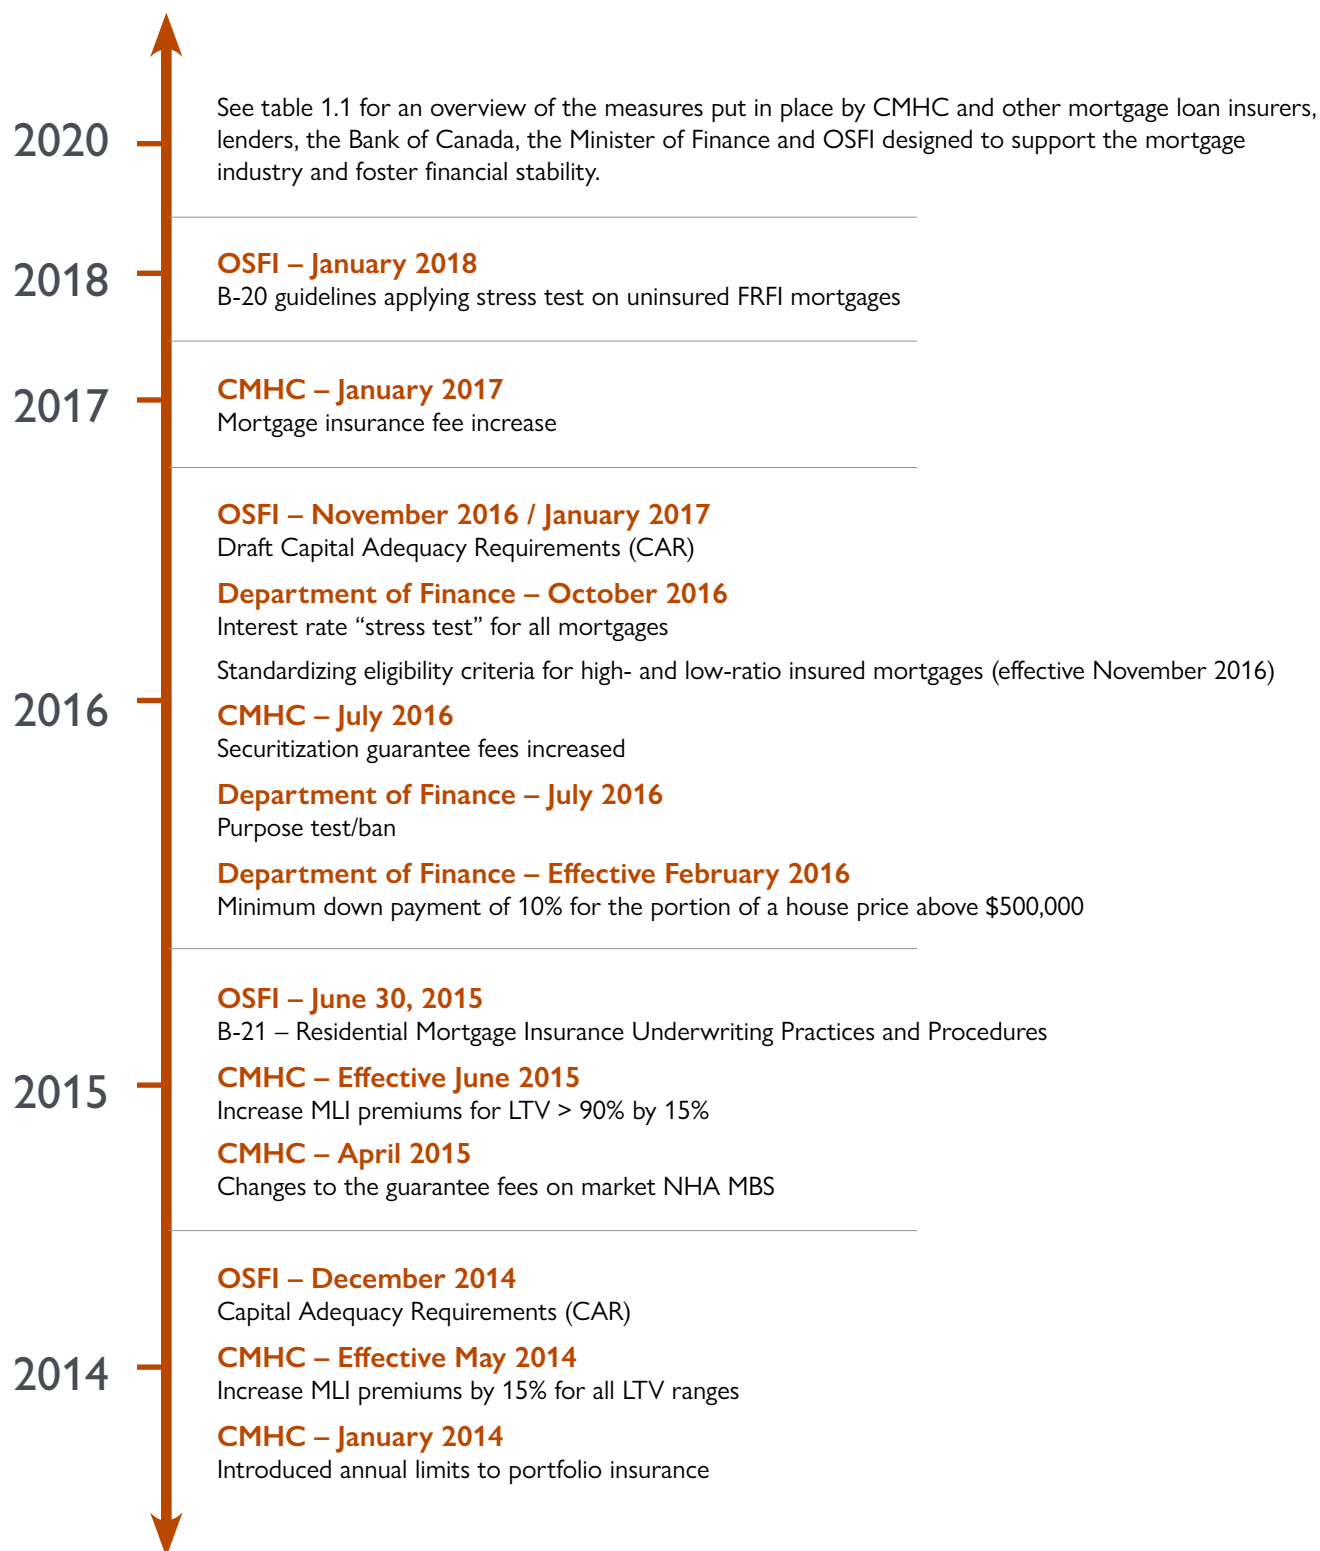 2020
See table 1.1 for an overview of the measures put in place by CMHC and other mortgage loan insurers,
lenders, the Bank of Canada, the Minister of Finance and OSFI designed to support the mortgage
industry and foster financial stability.
2018
OSFI – January 2018
B-20 guidelines applying stress test on uninsured FRFI mortgages
2017
CMHC – January 2017
Mortgage insurance fee increase
2016
OSFI – November 2016 / January 2017
Draft Capital Adequacy Requirements (CAR)
Department of Finance – October 2016
Interest rate “stress test” for all mortgages
Standardizing eligibility criteria for high- and low-ratio insured mortgages (effective November 2016)
CMHC – July 2016
Securitization guarantee fees increased
Department of Finance – July 2016
Purpose test/ban
Department of Finance – Effective February 2016
Minimum down payment of 10% for the portion of a house price above $500,000
2015
OSFI – June 30, 2015
B-21 – Residential Mortgage Insurance Underwriting Practices and Procedures
CMHC – Effective June 2015
Increase MLI premiums for LTV > 90% by 15%
CMHC – April 2015
Changes to the guarantee fees on market NHA MBS
2014
OSFI – December 2014
Capital Adequacy Requirements (CAR)
CMHC – Effective May 2014
Increase MLI premiums by 15% for all LTV ranges
CMHC – January 2014
Introduced annual limits to portfolio insurance